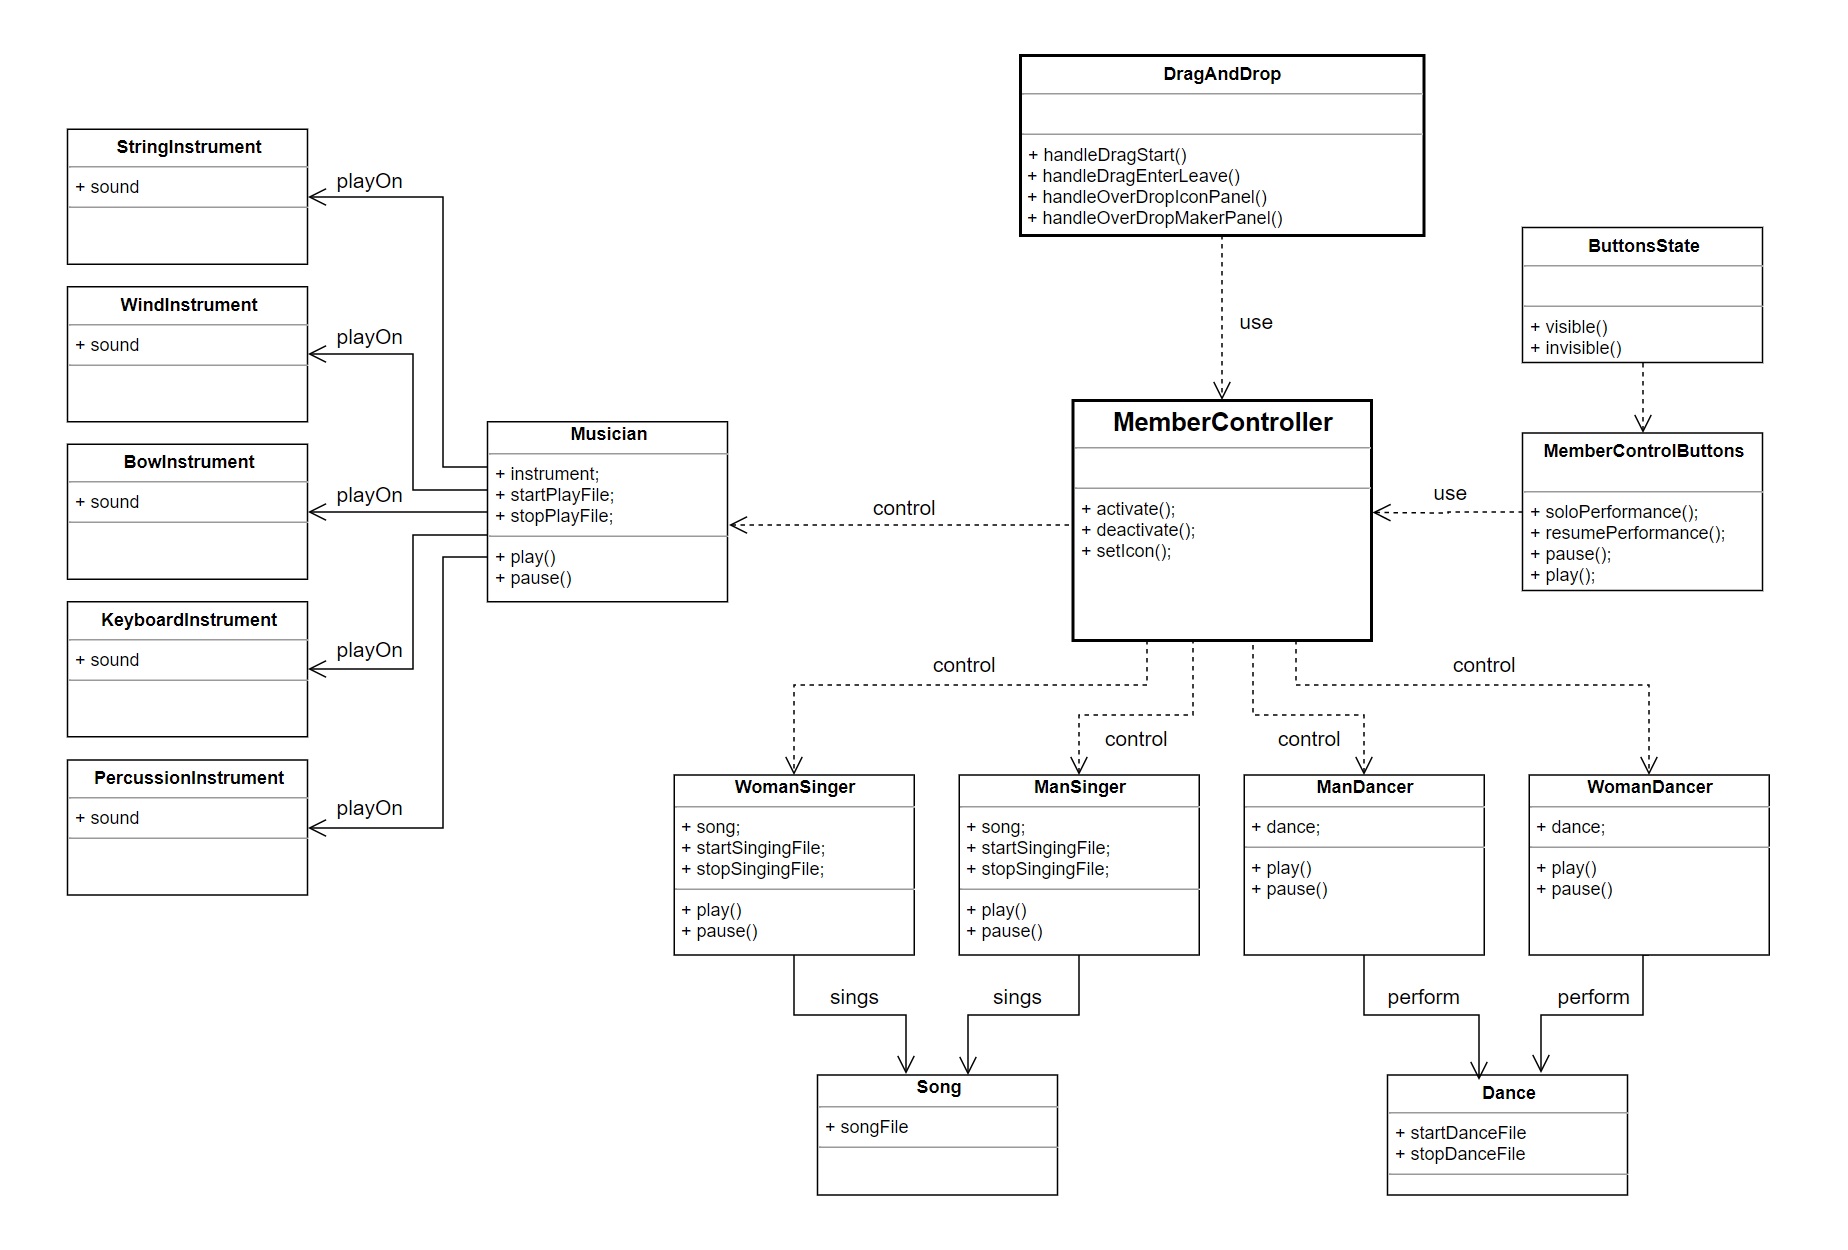 DragAndDrop
+ handleDragStart()
+ handleDragEnterLeave()
+ handleOverDropIconPanel()
+ handleOverDropMakerPanel()
StringInstrument
+ sound
playOn
WindInstrument
+ sound
playOn
BowInstrument
+ sound
playOn
KeyboardInstrument
+ sound
playOn
PercussionInstrument
+ sound
playOn
Musician
+ instrument;
+ startPlayFile;
+ stopPlayFile;
+ play()
+ pause()
control
use
MemberController
+ activate();
+ deactivate();
+ setIcon();
ButtonsState
+ visible()
+ invisible()
use
MemberControlButtons
+ soloPerformance();
+ resumePerformance();
+ pause();
+ play();
control
control
control
control
WomanSinger
+ song;
+ startSingingFile;
+ stopSingingFile;
+ play()
+ pause()
ManSinger
+ song;
+ startSingingFile;
+ stopSingingFile;
+ play()
+ pause()
ManDancer
+ dance;
+ play()
+ pause()
WomanDancer
+ dance;
+ play()
+ pause()
sings
sings
perform
perform
Song
+ songFile
Dance
+ startDanceFile
+ stopDanceFile